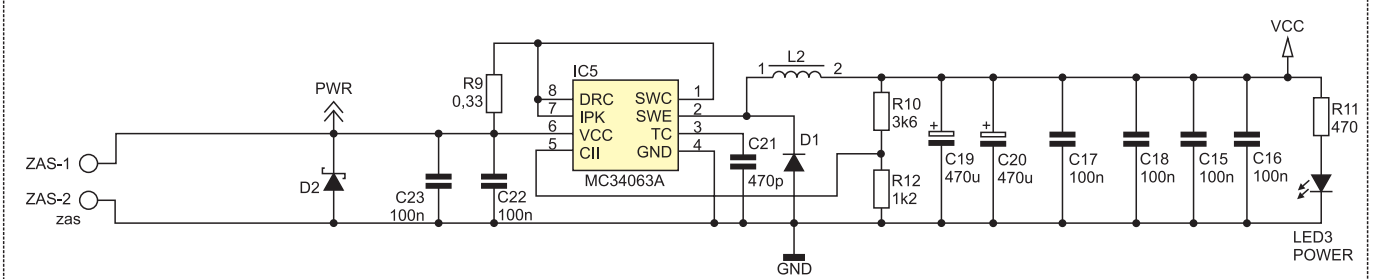 VCC
L2
1 2
IC5
PWR
R9
0,33
8 DRC SWC 1
7 IPK SWE 2
6 VCC TC 3
5 CII GND 4
MC34063A
R10
3k6
R11
470
ZAS-1
ZAS-2
zas
D2
C23
100n
C22
100n
C21
470p
D1
R12
1k2
+
C19
470u
+
C20
470u
C17
100n
C18
100n
C15
100n
C16
100n
GND
LED3
POWER